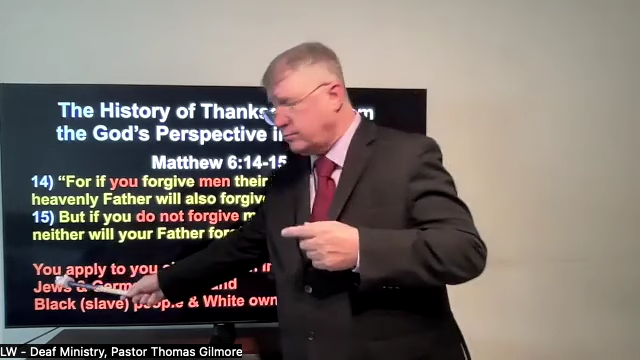 The History of Thanks
the God's Perspective in
Matthew 6:14-15
14) “For if you forgive men their
heavenly Father will also forgive
15) But if you do not forgive
neither will your Father
You apply to you
Jews &
Black (slave) people & White own
LW - Deaf Ministry, Pastor Thomas Gilmore